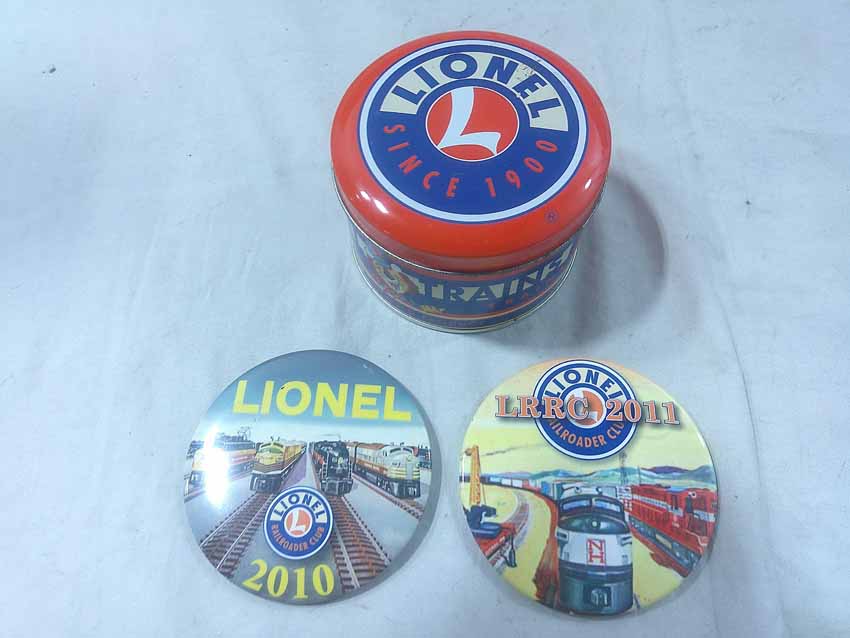 LIONEL
L
SINCE 1900
®
TRAINS
LIONEL
LIONEL
L
RAILROADER CLUB
2010
LIONEL
LRRC 2011
RAILROADER CLUB
NH